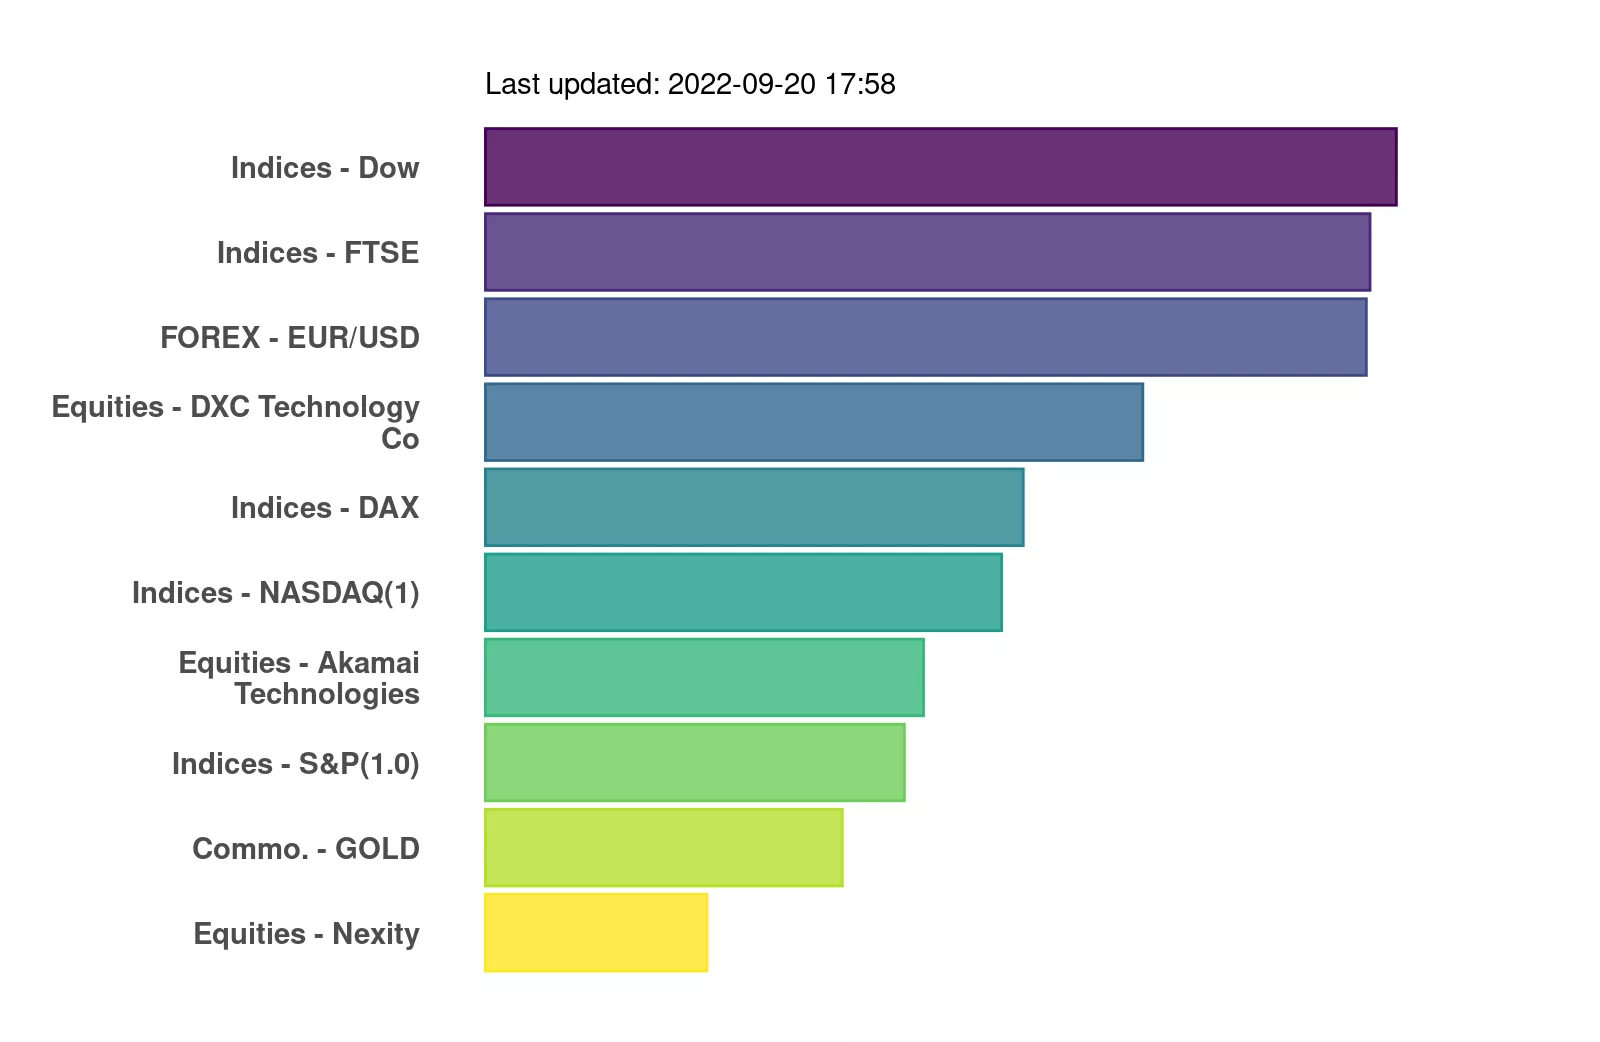 Last updated: 2022-09-20 17:58
Indices - Dow
Indices - FTSE
FOREX - EUR/USD
Equities - DXC Technology
Co
Indices - DAX
Indices - NASDAQ(1)
Equities - Akamai
Technologies
Indices - S&P(1.0)
Commo. - GOLD
Equities - Nexity